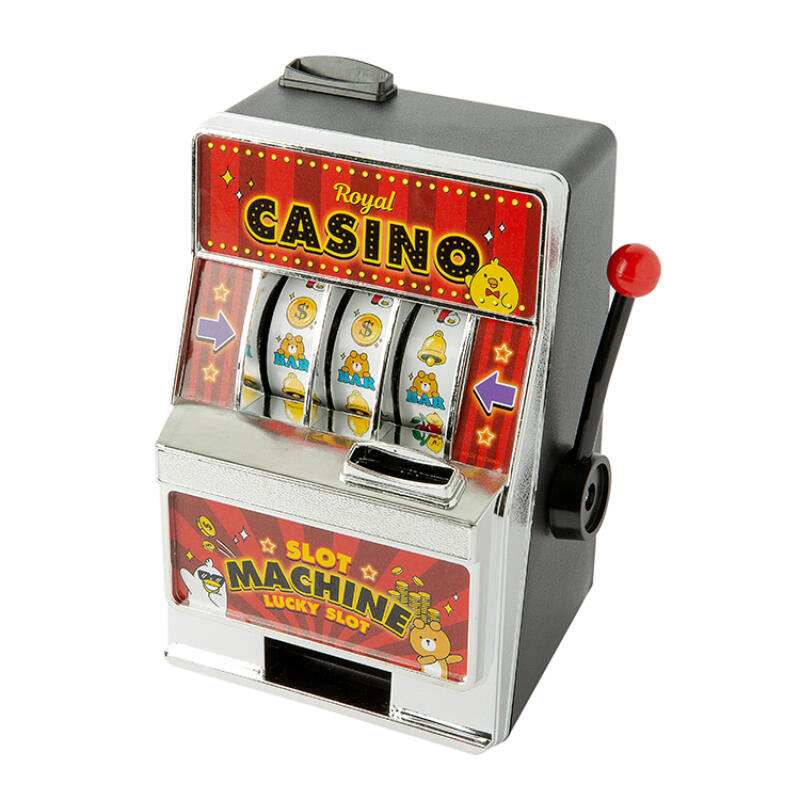 Royal
CASINO
$ $
BAR BAR BAR
SLOT
MACHINE
LUCKY SLOT